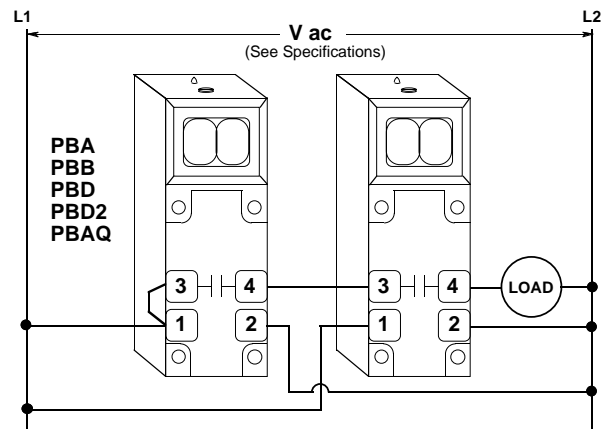 L1
L2
V ac
(See Specifications)
PBA
PBB
PBD
PBD2
PBAQ
3 4 3 4 LOAD
1 2 1 2